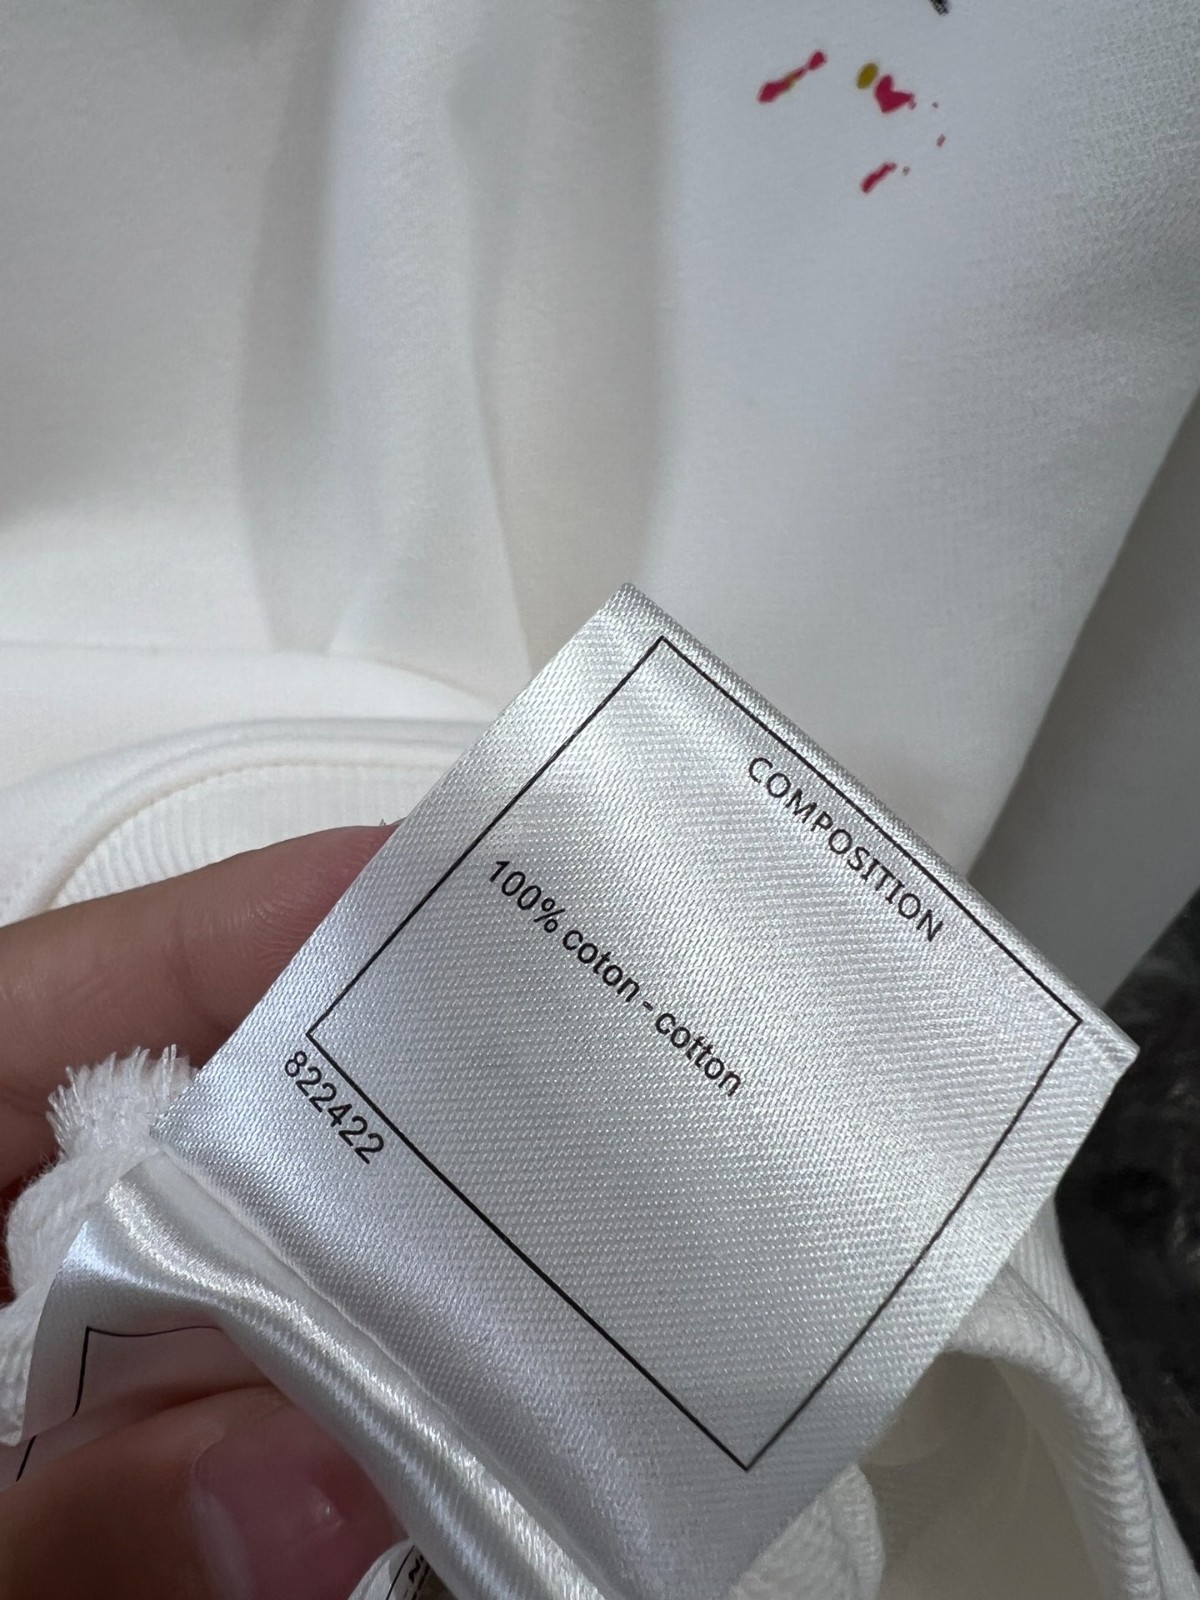 COMPOSITION
100% coton - cotton
822422